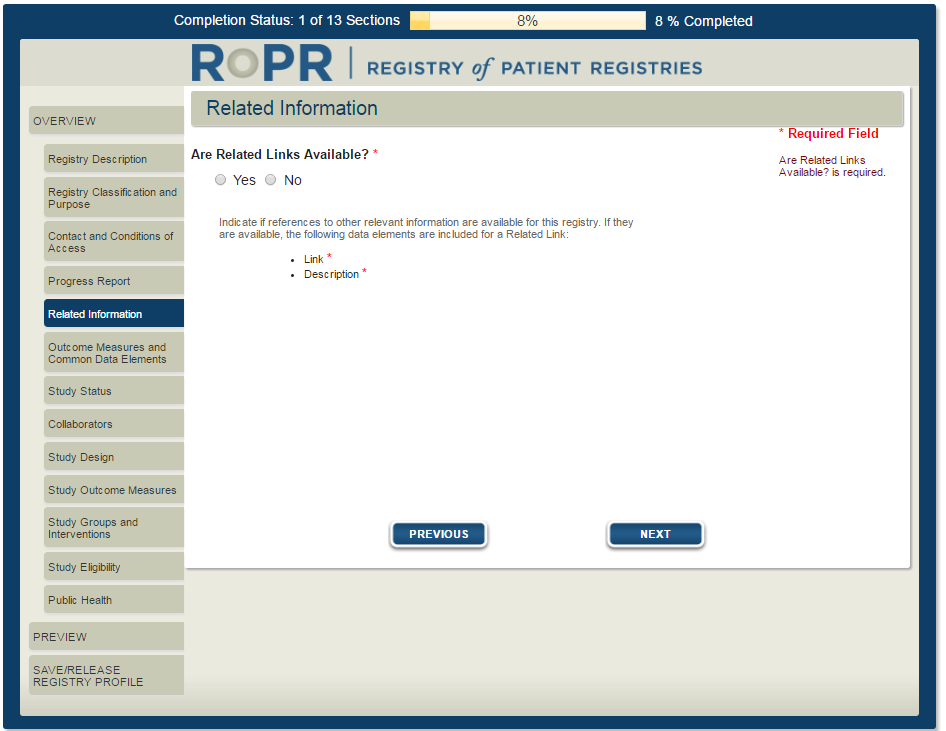 Completion Status: 1 of 13 Sections 8% 8 % Completed
ROPR | REGISTRY of PATIENT REGISTRIES
OVERVIEW
Registry Description
Registry Classification and
Purpose
Contact and Conditions of
Access
Progress Report
Related Information
Outcome Measures and
Common Data Elements
Study Status
Collaborators
Study Design
Study Outcome Measures
Study Groups and
Interventions
Study Eligibility
Public Health
PREVIEW
SAVE/RELEASE
REGISTRY PROFILE
Related Information
* Required Field
Are Related Links
Available? is required.
Are Related Links Available? *
Yes No
Indicate if references to other relevant information are available for this registry. If they
are available, the following data elements are included for a Related Link:
• Link *
• Description *
PREVIOUS NEXT